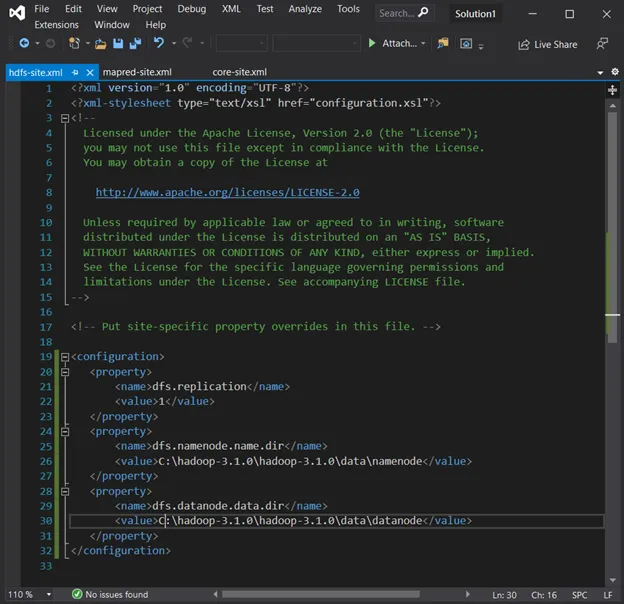 File Edit View Project Debug XML Test Analyze Tools Search... Solution1
Extensions Window Help
Attach... Live Share
hdfs-site.xml mapred-site.xml core-site.xml
1 <?xml version="1.0" encoding="UTF-8"?>
2 <?xml-stylesheet type="text/xsl" href="configuration.xsl"?>
3 <!--
4 Licensed under the Apache License, Version 2.0 (the "License");
5 you may not use this file except in compliance with the License.
6 You may obtain a copy of the License at
7
8 http://www.apache.org/licenses/LICENSE-2.0
9
10 Unless required by applicable law or agreed to in writing, software
11 distributed under the License is distributed on an "AS IS" BASIS,
12 WITHOUT WARRANTIES OR CONDITIONS OF ANY KIND, either express or implied.
13 See the License for the specific language governing permissions and
14 limitations under the License. See accompanying LICENSE file.
15 -->
16
17 <!-- Put site-specific property overrides in this file. -->
18
19 <configuration>
20 <property>
21 <name>dfs.replication</name>
22 <value>1</value>
23 </property>
24 <property>
25 <name>dfs.namenode.name.dir</name>
26 <value>C:\hadoop-3.1.0\hadoop-3.1.0\data\namenode</value>
27 </property>
28 <property>
29 <name>dfs.datanode.data.dir</name>
30 <value>C:\hadoop-3.1.0\hadoop-3.1.0\data\datanode</value>
31 </property>
32 </configuration>
33
110 % No issues found Ln: 30 Ch: 16 SPC LF